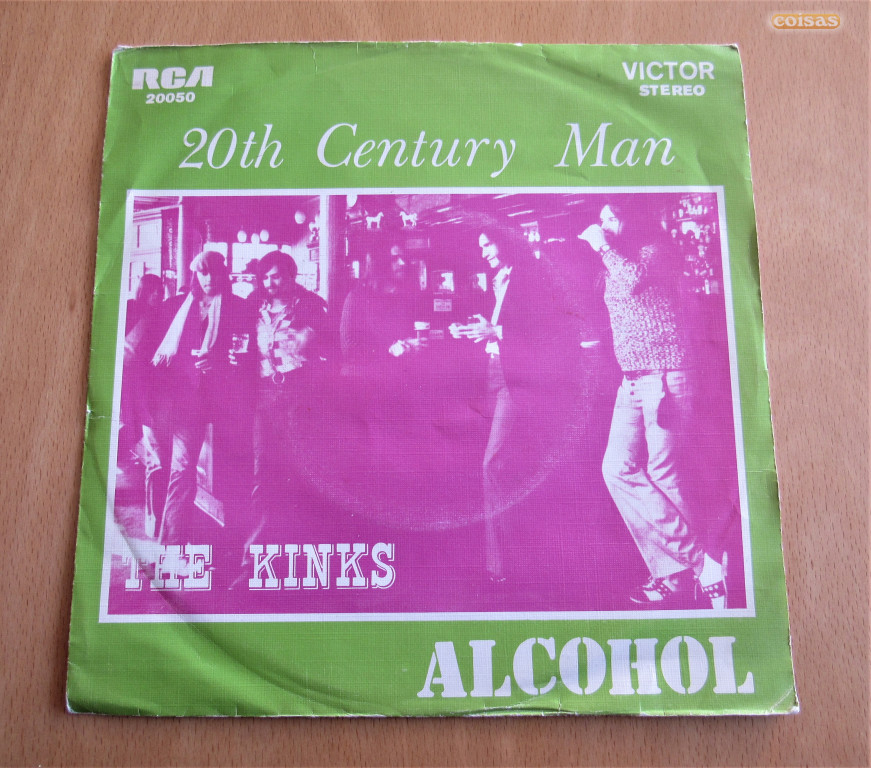 coisas
RCA
20050
VICTOR
STEREO
20th Century Man
THE KINKS
ALCOHOL